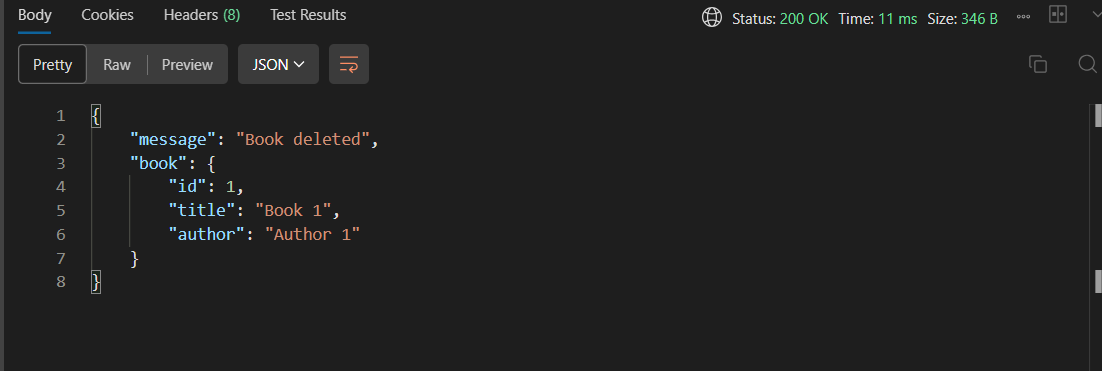 Body Cookies Headers (8) Test Results Status: 200 OK Time: 11 ms Size: 346 B
Pretty Raw Preview JSON
1 {
2 "message": "Book deleted",
3 "book": {
4 "id": 1,
5 "title": "Book 1",
6 "author": "Author 1"
7 }
8 }